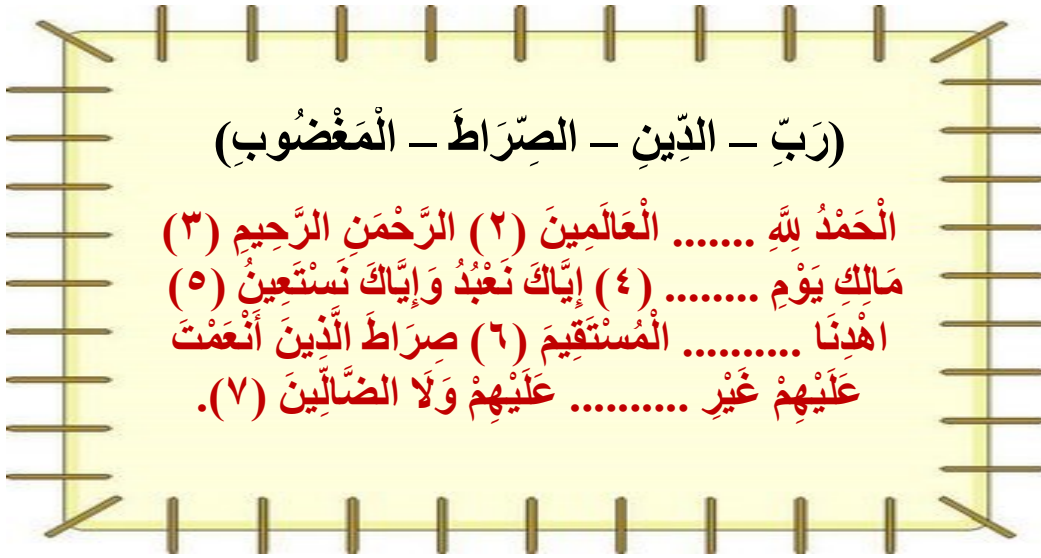 (رَبِّ – الدِّينِ – الصِّرَاطَ – الْمَغْضُوبِ)
الْحَمْدُ لِلَّهِ ....... الْعَالَمِينَ (٢) الرَّحْمَنِ الرَّحِيمِ (٣)
مَالِكِ يَوْمِ ........ (٤) إِيَّاكَ نَعْبُدُ وَإِيَّاكَ نَسْتَعِينُ (٥)
اهْدِنَا .......... الْمُسْتَقِيمَ (٦) صِرَاطَ الَّذِينَ أَنْعَمْتَ
عَلَيْهِمْ غَيْرِ .......... عَلَيْهِمْ وَلَا الضَّالِّينَ (٧).